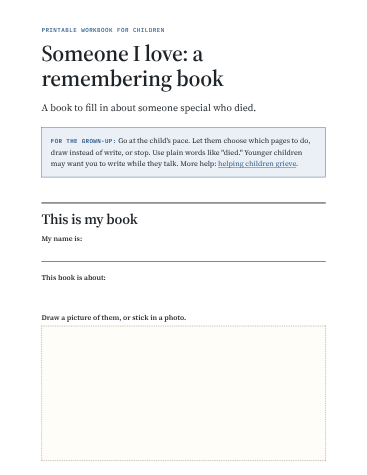 PRINTABLE WORKBOOK FOR CHILDREN
Someone I love: a
remembering book
A book to fill in about someone special who died.
FOR THE GROWN-UP: Go at the child's pace. Let them choose which pages to do,
draw instead of write, or stop. Use plain words like "died." Younger children
may want you to write while they talk. More help: helping children grieve.
This is my book
My name is:
This book is about:
Draw a picture of them, or stick in a photo.